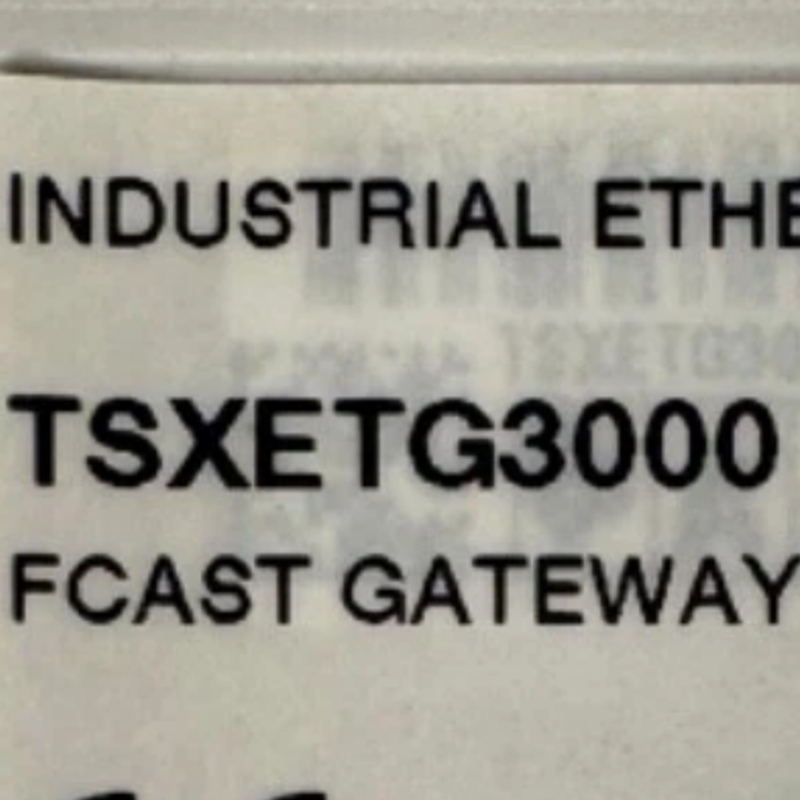 INDUSTRIAL ETHE
TSXETG3000
FCAST GATEWAY